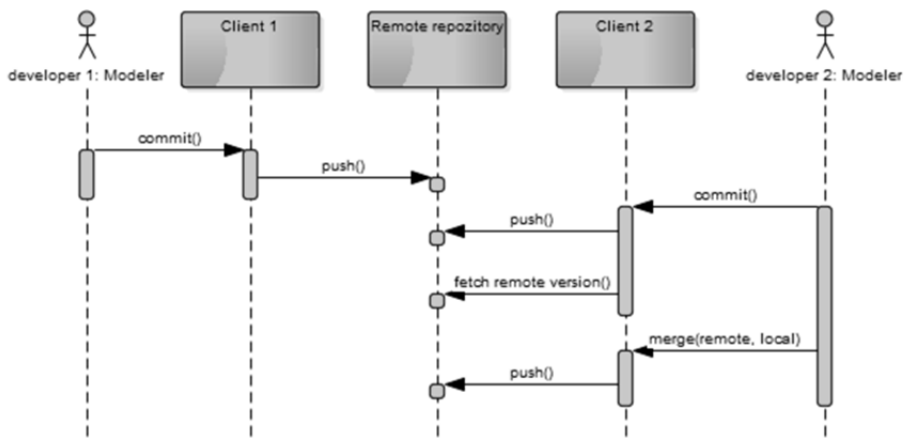 Client 1
Remote repozitory
Client 2
developer 1: Modeler
developer 2: Modeler
commit()
push()
commit()
push()
fetch remote version()
merge(remote, local)
push()